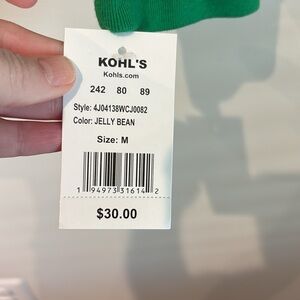 KOHL'S
Kohls.com
242 80 89
Style: 4J04138WCJ0082
Color: JELLY BEAN
Size: M
1 94973 31614 2
$30.00